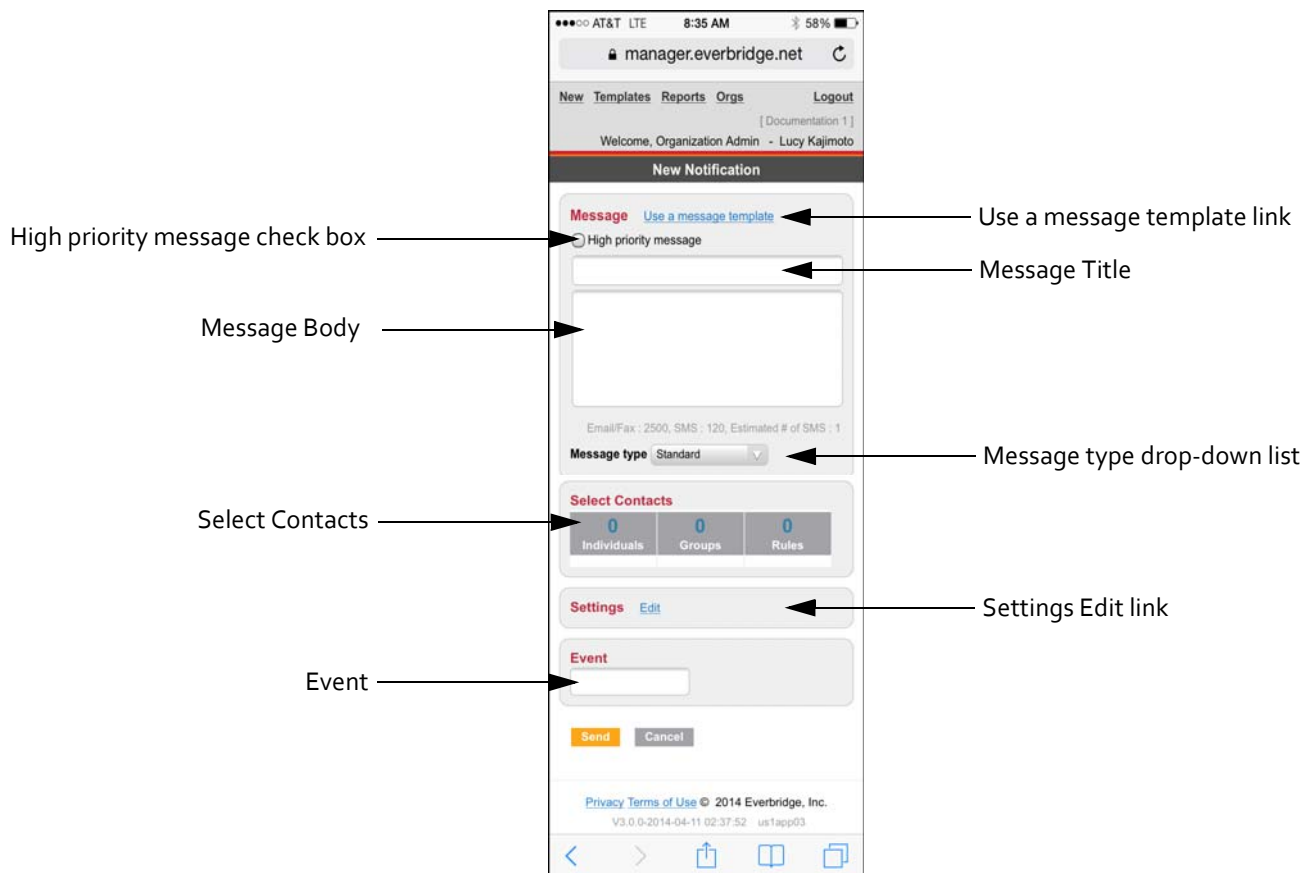 AT&T LTE 8:35 AM 58%
manager.everbridge.net
New Templates Reports Orgs Logout
[ Documentation 1 ]
Welcome, Organization Admin - Lucy Kajimoto
New Notification
Message Use a message template
Use a message template link
High priority message check box
High priority message
Message Title
Message Body
Email/Fax : 2500, SMS : 120, Estimated # of SMS : 1
Message type Standard
Message type drop-down list
Select Contacts
Select Contacts
0 0 0
Individuals Groups Rules
Settings Edit
Settings Edit link
Event
Event
Send Cancel
Privacy Terms of Use © 2014 Everbridge, Inc.
V3.0.0-2014-04-11 02:37:52 us1app03